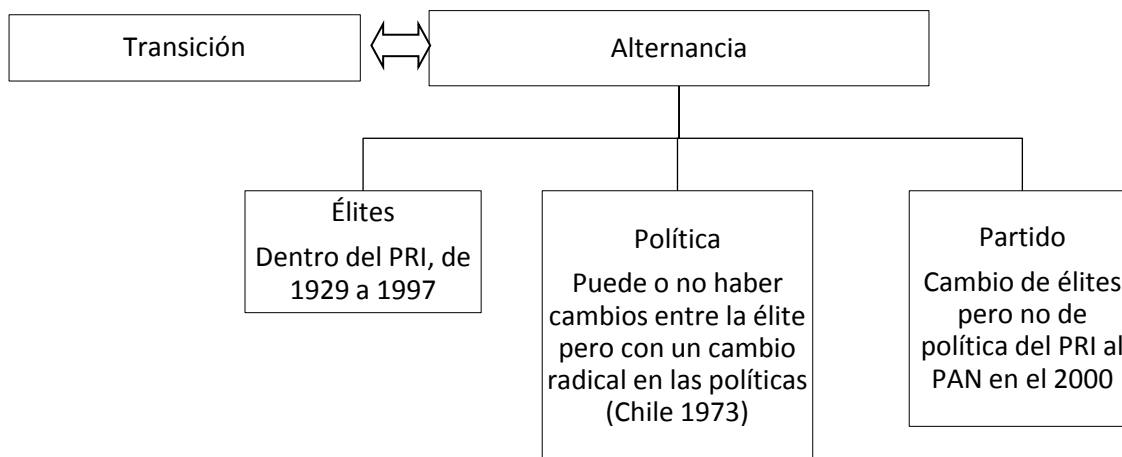 Transición
Alternancia
Élites
Dentro del PRI, de
1929 a 1997
Política
Puede o no haber
cambios entre la élite
pero con un cambio
radical en las políticas
(Chile 1973)
Partido
Cambio de élites
pero no de
política del PRI al
PAN en el 2000